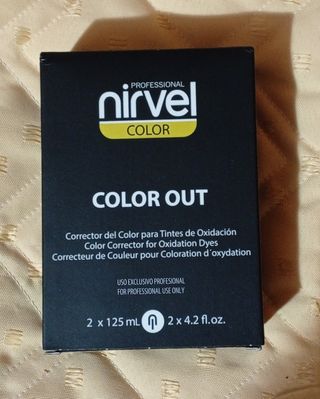 PROFESSIONAL
nirvel
COLOR
COLOR OUT
Corrector del Color para Tintes de Oxidación
Color Corrector for Oxidation Dyes
Correcteur de Couleur pour Coloration d´oxydation
USO EXCLUSIVO PROFESIONAL
FOR PROFESSIONAL USE ONLY
2 x 125 mL 2 x 4.2 fl.oz.